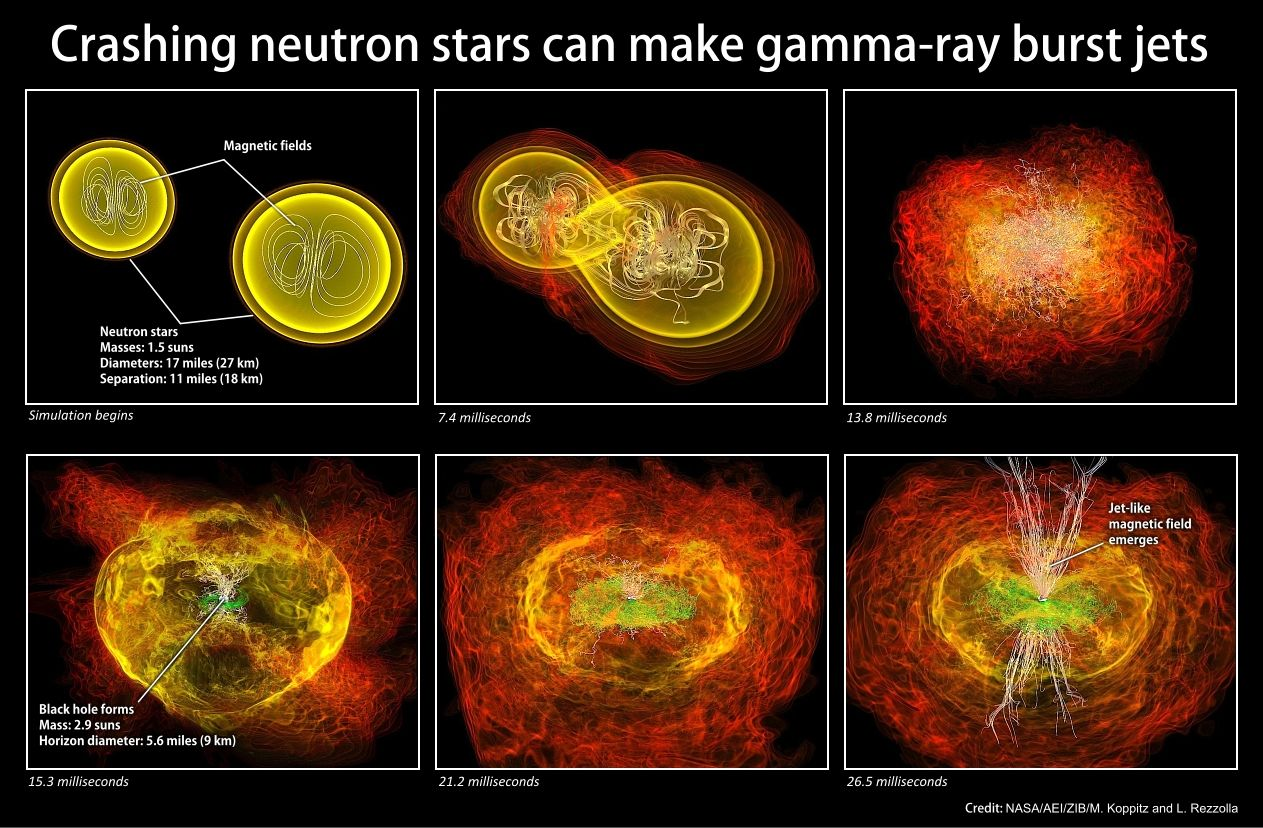 Crashing neutron stars can make gamma-ray burst jets
Magnetic fields
Neutron stars
Masses: 1.5 suns
Diameters: 17 miles (27 km)
Separation: 11 miles (18 km)
Simulation begins
7.4 milliseconds
13.8 milliseconds
Black hole forms
Mass: 2.9 suns
Horizon diameter: 5.6 miles (9 km)
15.3 milliseconds
21.2 milliseconds
Jet-like
magnetic field
emerges
26.5 milliseconds
Credit: NASA/AEI/ZIB/M. Koppitz and L. Rezzolla